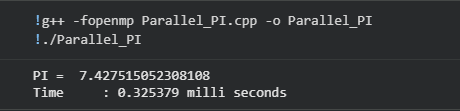 !g++ -fopenmp Parallel_PI.cpp -o Parallel_PI
!./Parallel_PI
PI =  7.427515052308108
Time     : 0.325379 milli seconds